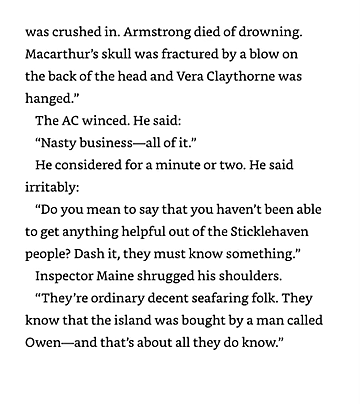 was crushed in. Armstrong died of drowning.
Macarthur’s skull was fractured by a blow on
the back of the head and Vera Claythorne was
hanged.”
The AC winced. He said:
“Nasty business—all of it.”
He considered for a minute or two. He said
irritably:
“Do you mean to say that you haven’t been able
to get anything helpful out of the Sticklehaven
people? Dash it, they must know something.”
Inspector Maine shrugged his shoulders.
“They’re ordinary decent seafaring folk. They
know that the island was bought by a man called
Owen—and that’s about all they do know.”